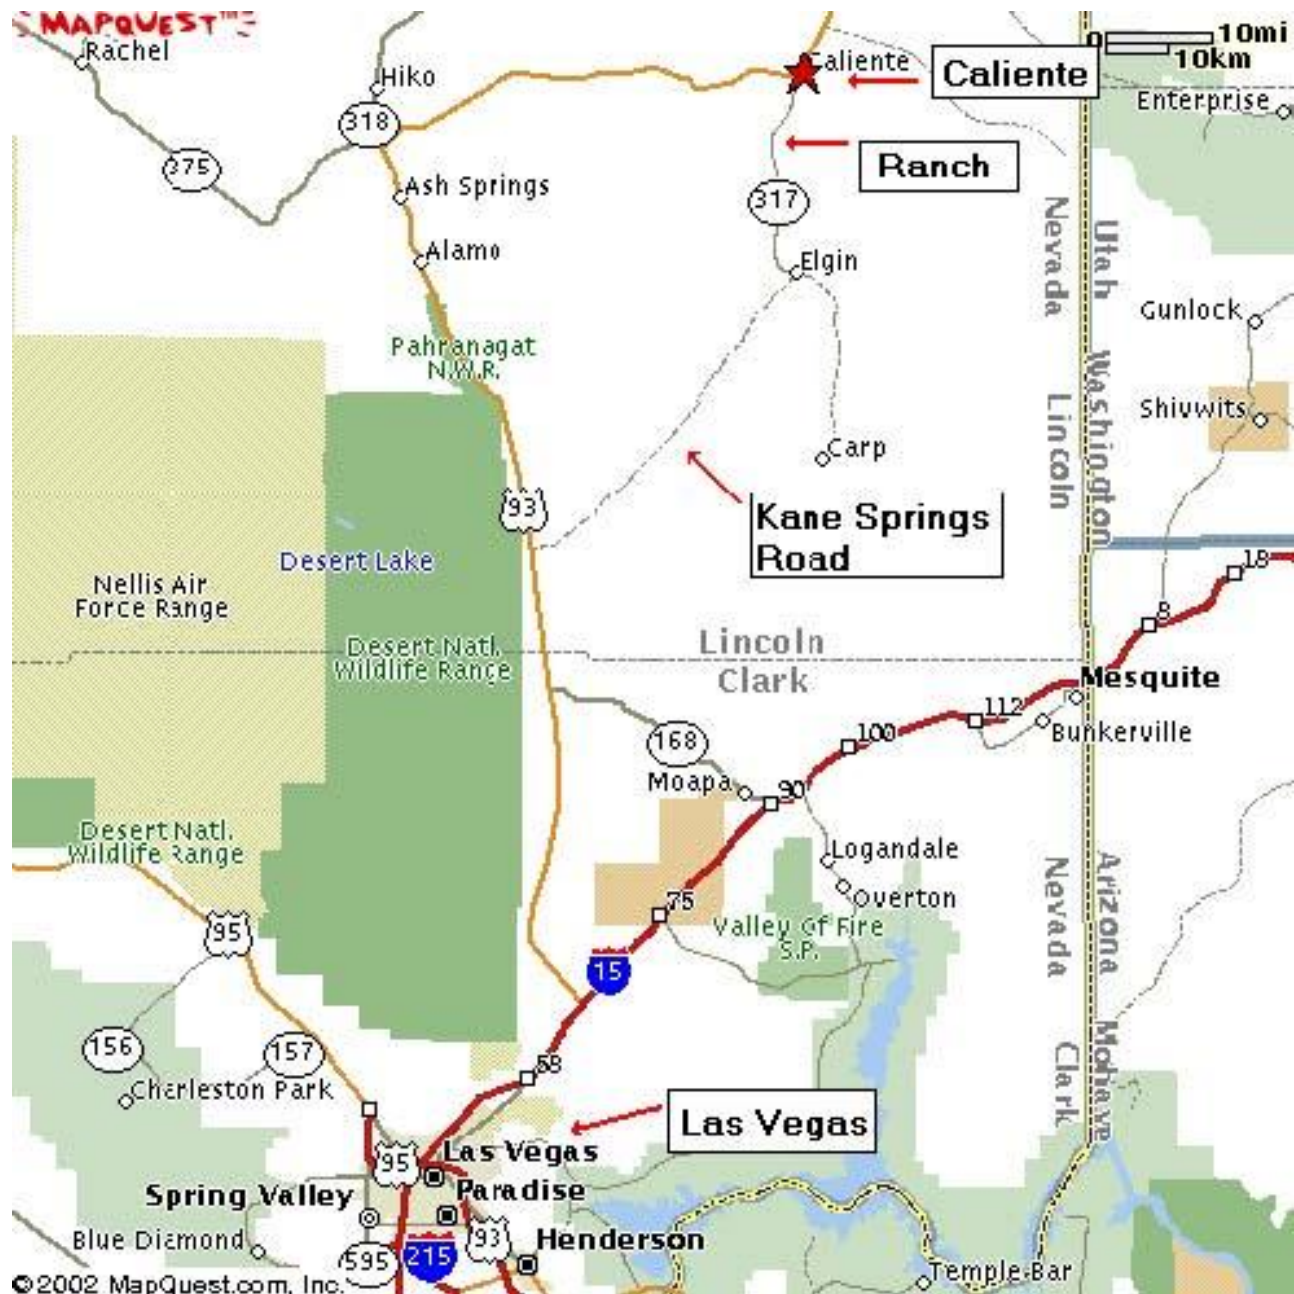 MAPQUEST™
Rachel
Hiko
Caliente
Caliente
0 10mi
10km
Enterprise
318
375
Ranch
Ash Springs
317
Nevada
Utah
Alamo
Elgin
Gunlock
Pahranagat
N.W.R.
Lincoln
Washington
Shivwits
Carp
93
Kane Springs
Road
Desert Lake
Nellis Air
Force Range
18
8
Desert Natl.
Wildlife Range
Lincoln
Clark
Mesquite
112
Bunkerville
168
100
Moapa
90
Desert Natl.
Wildlife Range
Logandale
Overton
75
Valley Of Fire
S.P.
Nevada
Arizona
95
15
156
157
58
Clark
Mohave
Charleston Park
Las Vegas
95
Las Vegas
Spring Valley
Paradise
Blue Diamond
595
215
93
Henderson
Temple Bar
©2002 MapQuest.com, Inc.